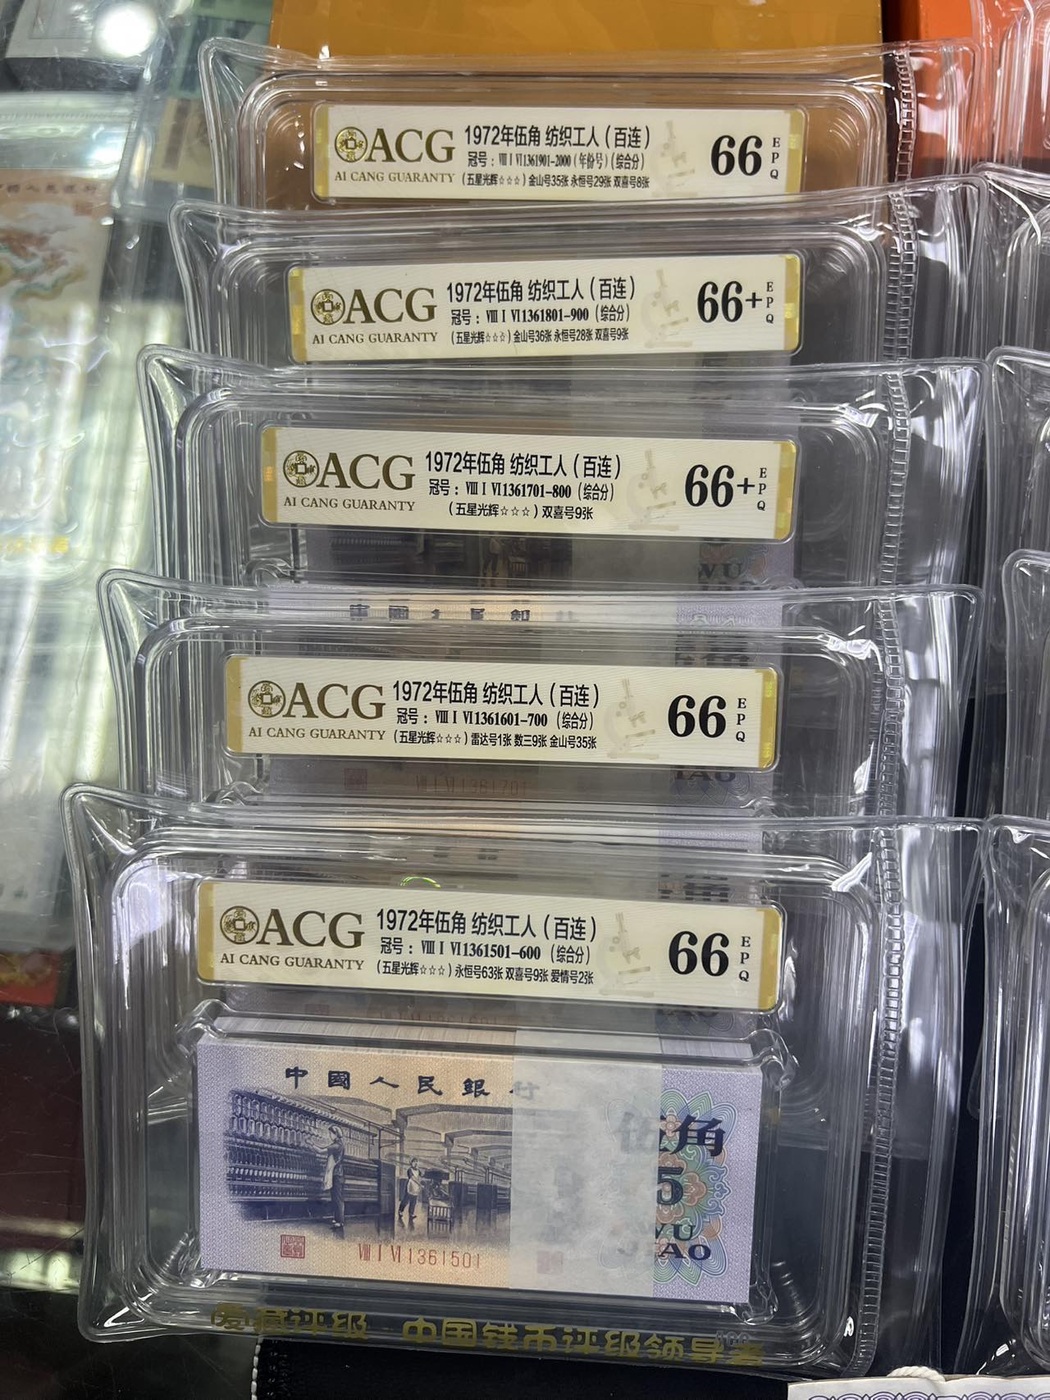 ACG
AI CANG GUARANTY
1972年伍角 纺织工人（百连）
冠号：Ⅷ Ⅰ Ⅵ1361901-2000（年份号）（综合分）
（五星光辉☆☆☆）金山号35张 永恒号29张 双喜号8张
66
EPQ
ACG
AI CANG GUARANTY
1972年伍角 纺织工人（百连）
冠号：Ⅷ Ⅰ Ⅵ1361801-900（综合分）
（五星光辉☆☆☆）金山号36张 永恒号28张 双喜号9张
66+
EPQ
ACG
AI CANG GUARANTY
1972年伍角 纺织工人（百连）
冠号：Ⅷ Ⅰ Ⅵ1361701-800（综合分）
（五星光辉☆☆☆）双喜号9张
66+
EPQ
WU
中國人民銀
ACG
AI CANG GUARANTY
1972年伍角 纺织工人（百连）
冠号：Ⅷ Ⅰ Ⅵ1361601-700（综合分）
（五星光辉☆☆☆）雷达号1张 数三9张 金山号35张
66
EPQ
Ⅷ Ⅰ Ⅵ 1361701
ACG
AI CANG GUARANTY
1972年伍角 纺织工人（百连）
冠号：Ⅷ Ⅰ Ⅵ1361501-600（综合分）
（五星光辉☆☆☆）永恒号63张 双喜号9张 爱情号2张
66
EPQ
中國人民銀行
伍角
5
WU
JIAO
Ⅷ Ⅰ Ⅵ 1361501
爱藏评级 中国钱币评级领导者